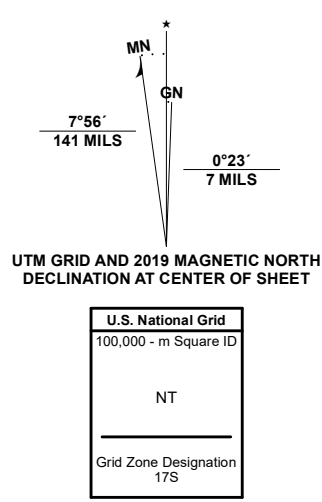 ★
MN
GN
7°56´
141 MILS
0°23´
7 MILS
UTM GRID AND 2019 MAGNETIC NORTH
DECLINATION AT CENTER OF SHEET
U.S. National Grid
100,000 - m Square ID
NT
Grid Zone Designation
17S